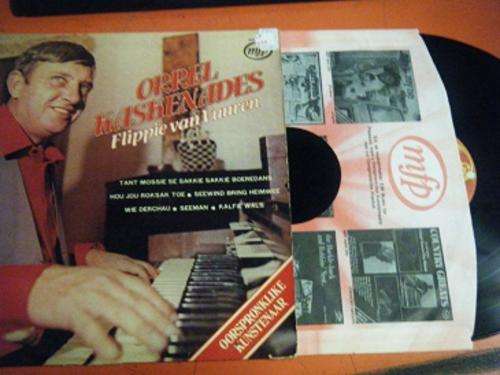 mfp
ORREL
KASKENADES
Flippie van Vuuren
TANT MOSSIE SE SAKKIE SAKKIE BOEREDANS
HOU JOU ROKSAK TOE • SEEWIND BRING HEIMWEE
WIE DERCHAU • SEEMAN • KALFIE WALS
OORSPRONKLIKE
KUNSTENAAR
mfp
COUNTRY GREATS